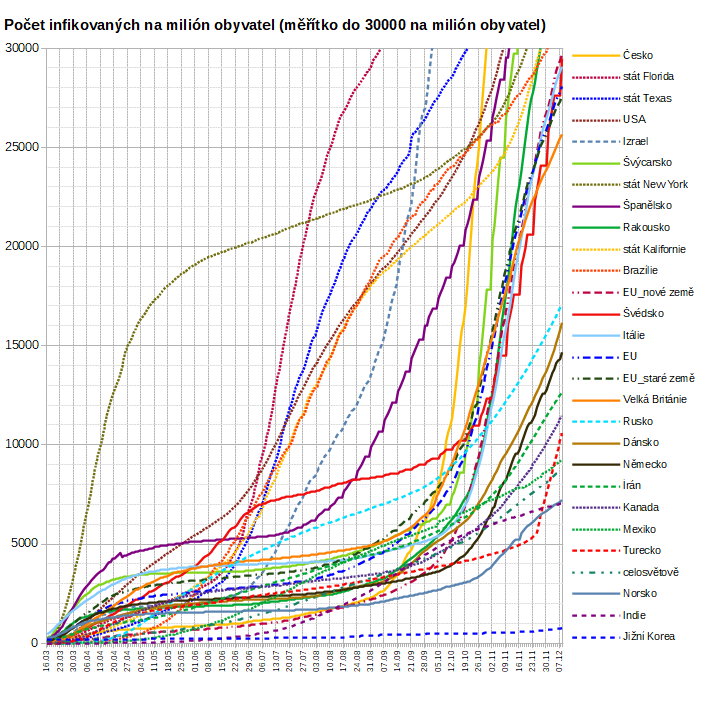 Počet infikovaných na milión obyvatel (měřítko do 30000 na milión obyvatel)
30000
25000
20000
15000
10000
5000
0
16.03 23.03 30.03 06.04 13.04 20.04 27.04 04.05 11.05 18.05 25.05 01.06 08.06 15.06 22.06 29.06 06.07 13.07 20.07 27.07 03.08 10.08 17.08 24.08 31.08 07.09 14.09 21.09 28.09 05.10 12.10 19.10 26.10 02.11 09.11 16.11 23.11 30.11 07.12
Česko
stát Florida
stát Texas
USA
Izrael
Švýcarsko
stát New York
Španělsko
Rakousko
stát Kalifornie
Brazílie
EU_nové země
Švédsko
Itálie
EU
EU_staré země
Velká Británie
Rusko
Dánsko
Německo
Írán
Kanada
Mexiko
Turecko
celosvětově
Norsko
Indie
Jižní Korea